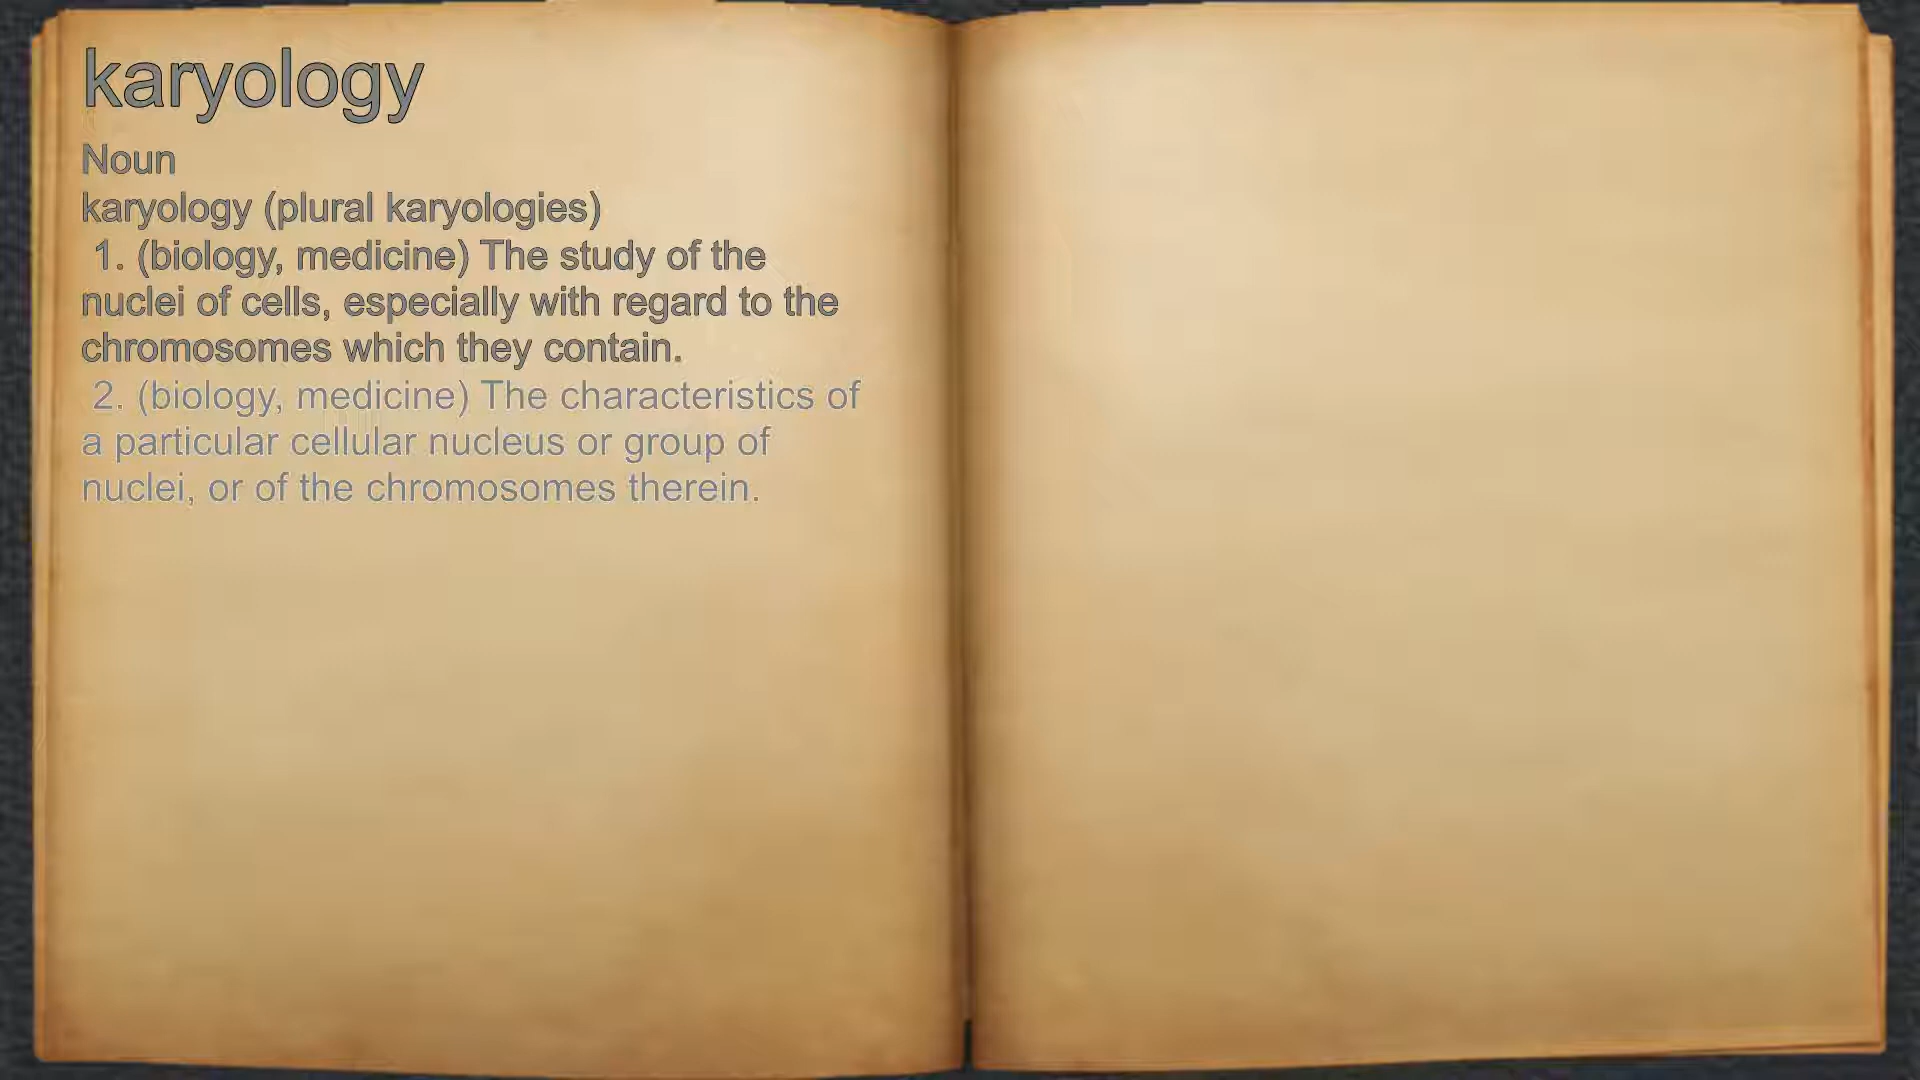 karyology
Noun
karyology (plural karyologies)
1. (biology, medicine) The study of the
nuclei of cells, especially with regard to the
chromosomes which they contain.
2. (biology, medicine) The characteristics of
a particular cellular nucleus or group of
nuclei, or of the chromosomes therein.